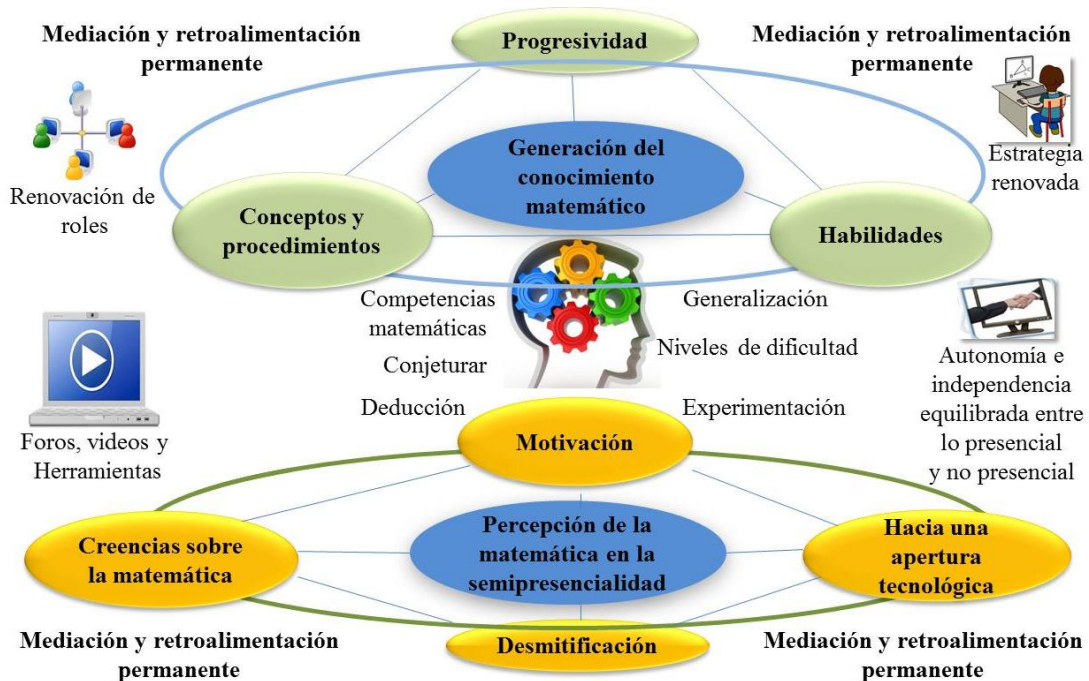 Mediación y retroalimentación
permanente
Progresividad
Mediación y retroalimentación
permanente
Renovación de
roles
Generación del
conocimiento
matemático
Estrategia
renovada
Conceptos y
procedimientos
Habilidades
Competencias
matemáticas
Generalización
Conjeturar
Niveles de dificultad
Deducción
Experimentación
Foros, videos y
Herramientas
Autonomía e
independencia
equilibrada entre
lo presencial
y no presencial
Motivación
Creencias sobre
la matemática
Percepción de la
matemática en la
semipresencialidad
Hacia una
apertura
tecnológica
Mediación y retroalimentación
permanente
Desmitificación
Mediación y retroalimentación
permanente